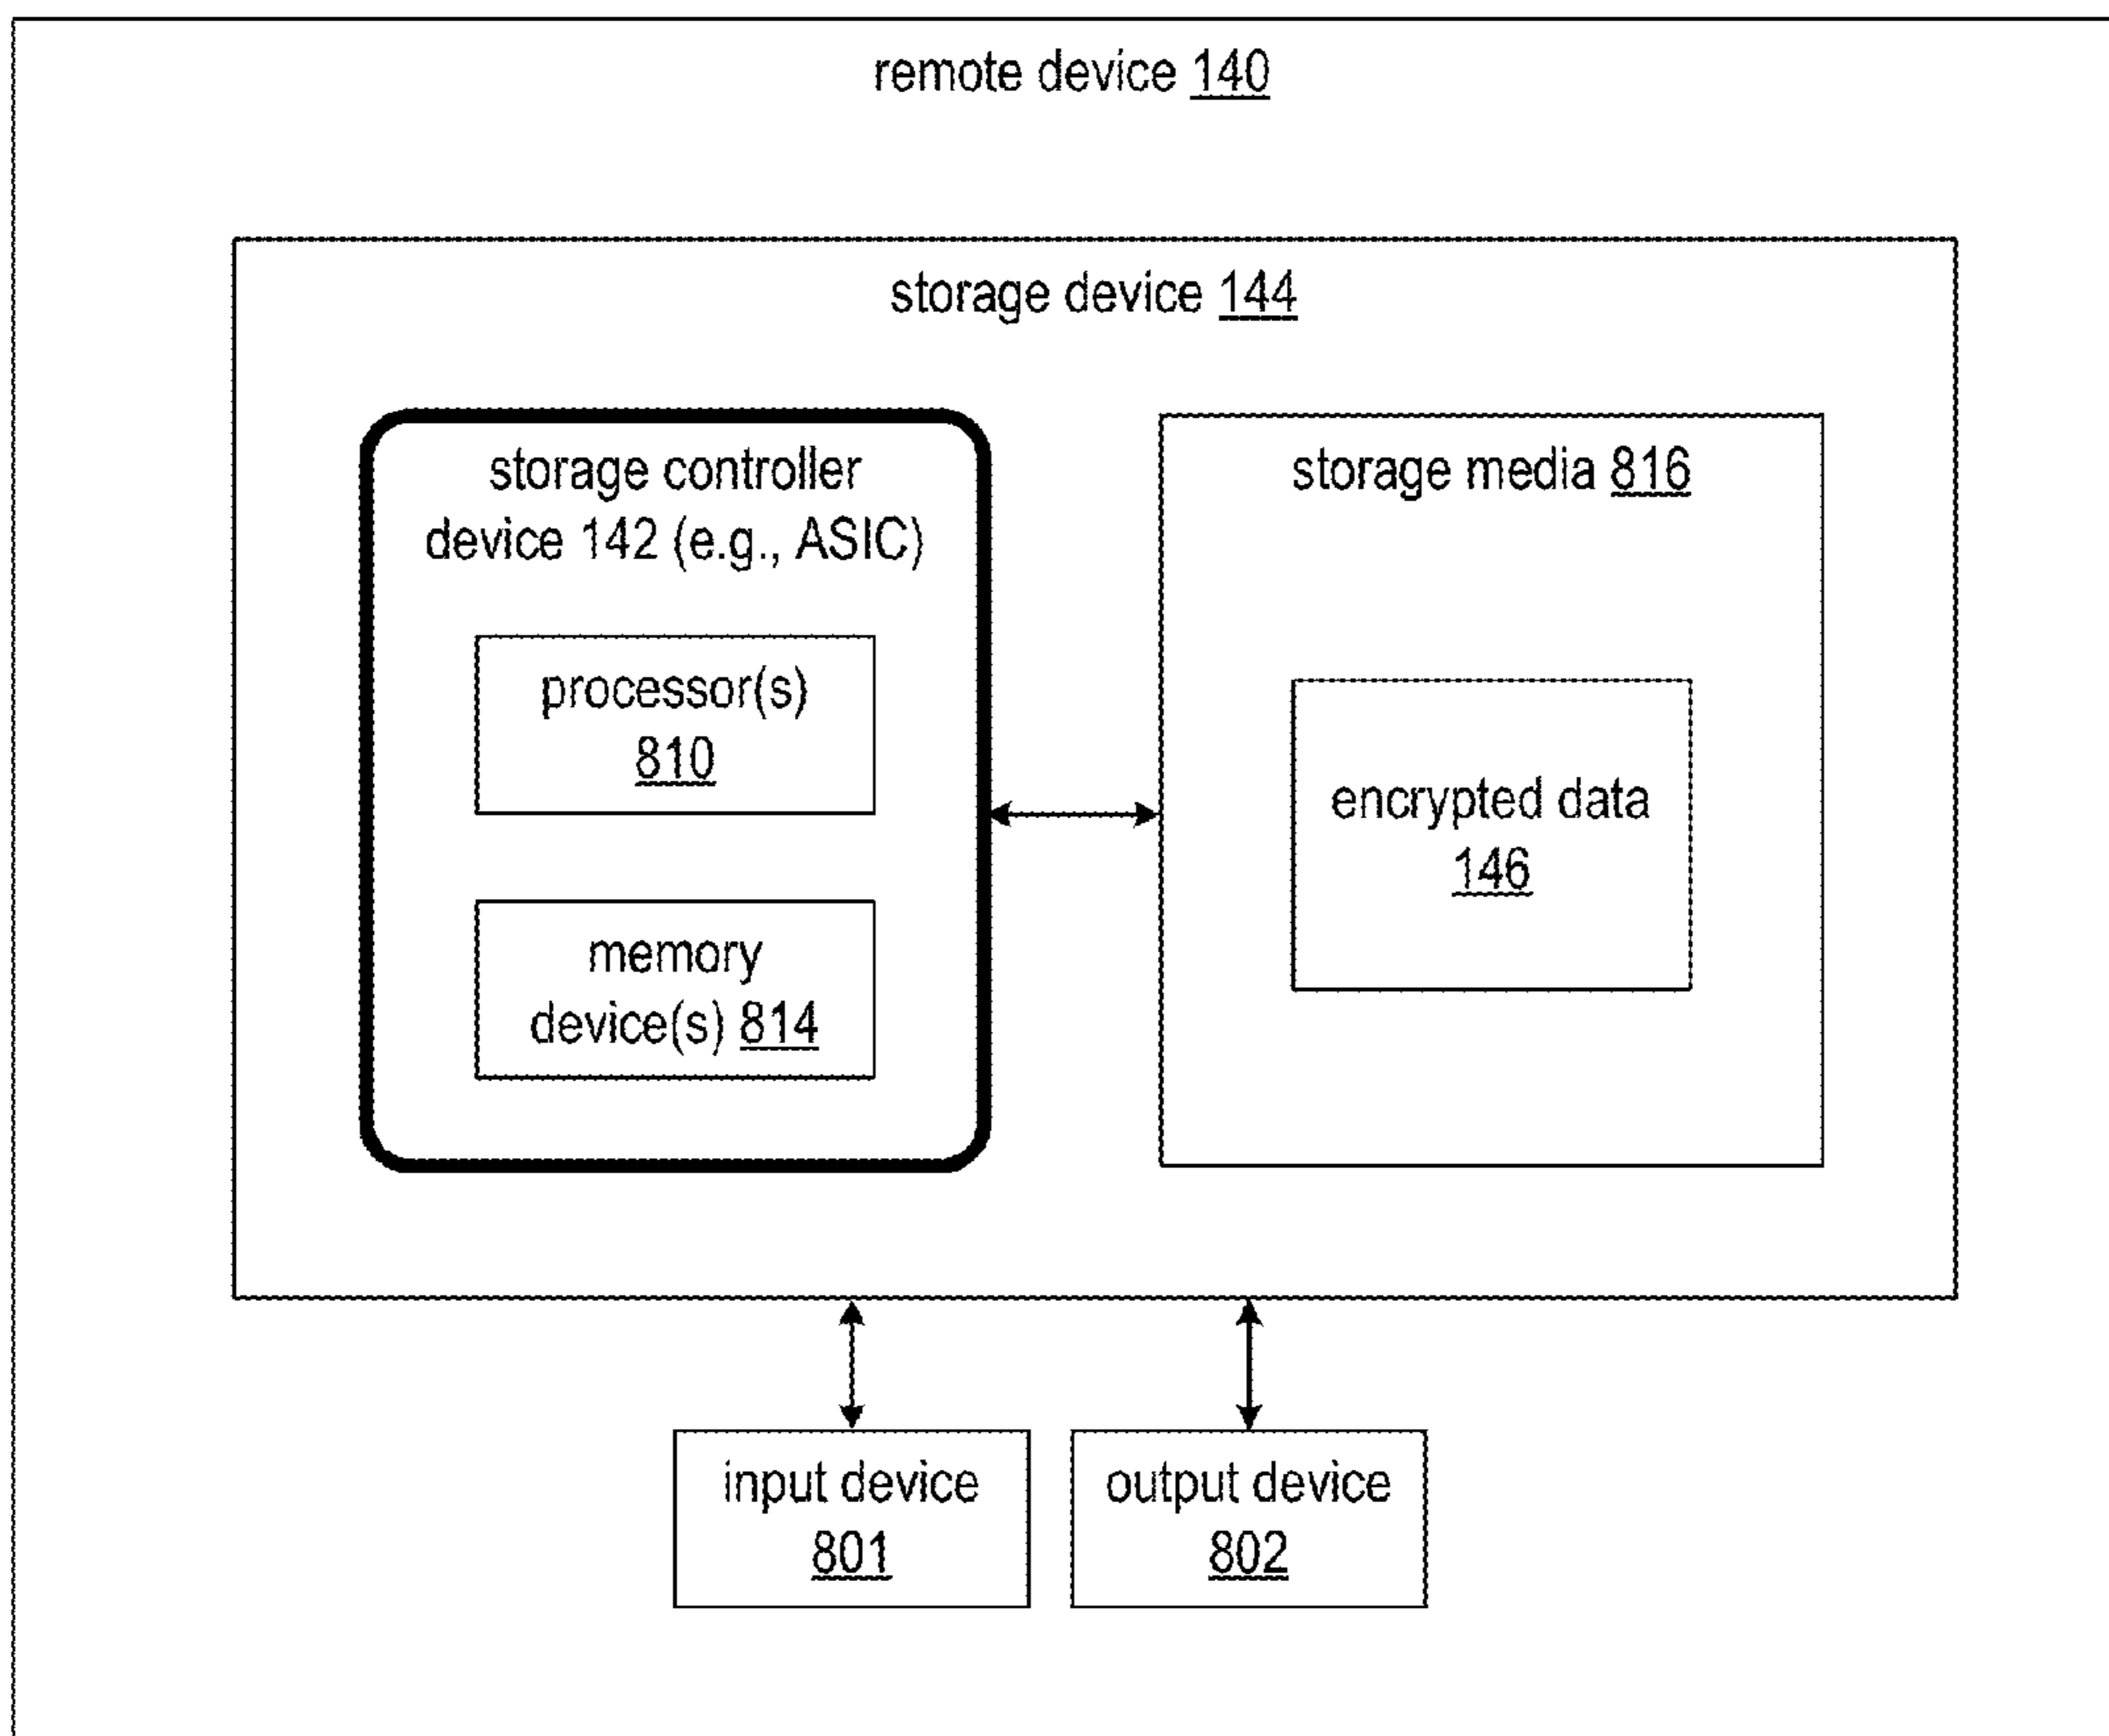 remote device 140
storage device 144
storage controller
device 142 (e.g., ASIC)
processor(s)
810
memory
device(s) 814
storage media 816
encrypted data
146
input device
801
output device
802